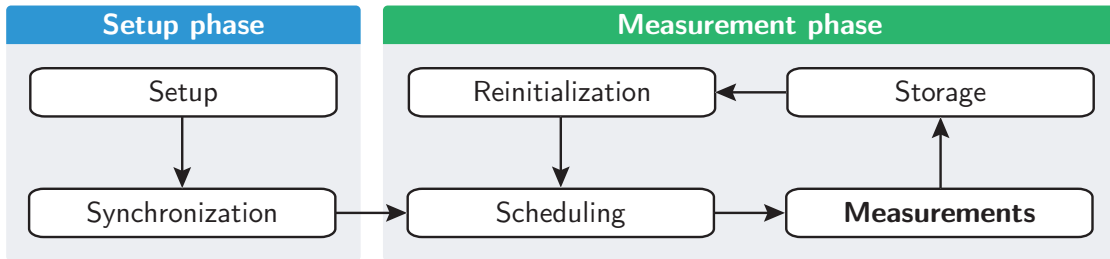 Setup phase
Setup
Synchronization
Measurement phase
Reinitialization
Storage
Scheduling
Measurements